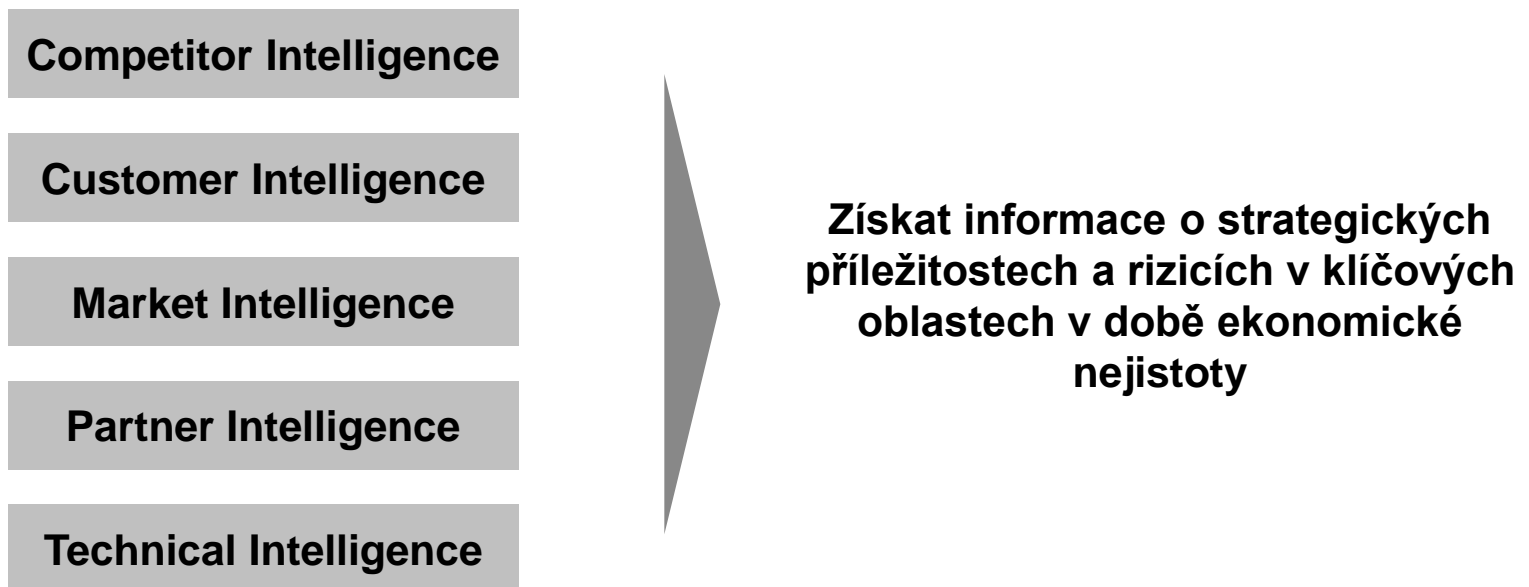 Competitor Intelligence
Customer Intelligence
Market Intelligence
Partner Intelligence
Technical Intelligence
Získat informace o strategických
příležitostech a rizicích v klíčových
oblastech v době ekonomické
nejistoty